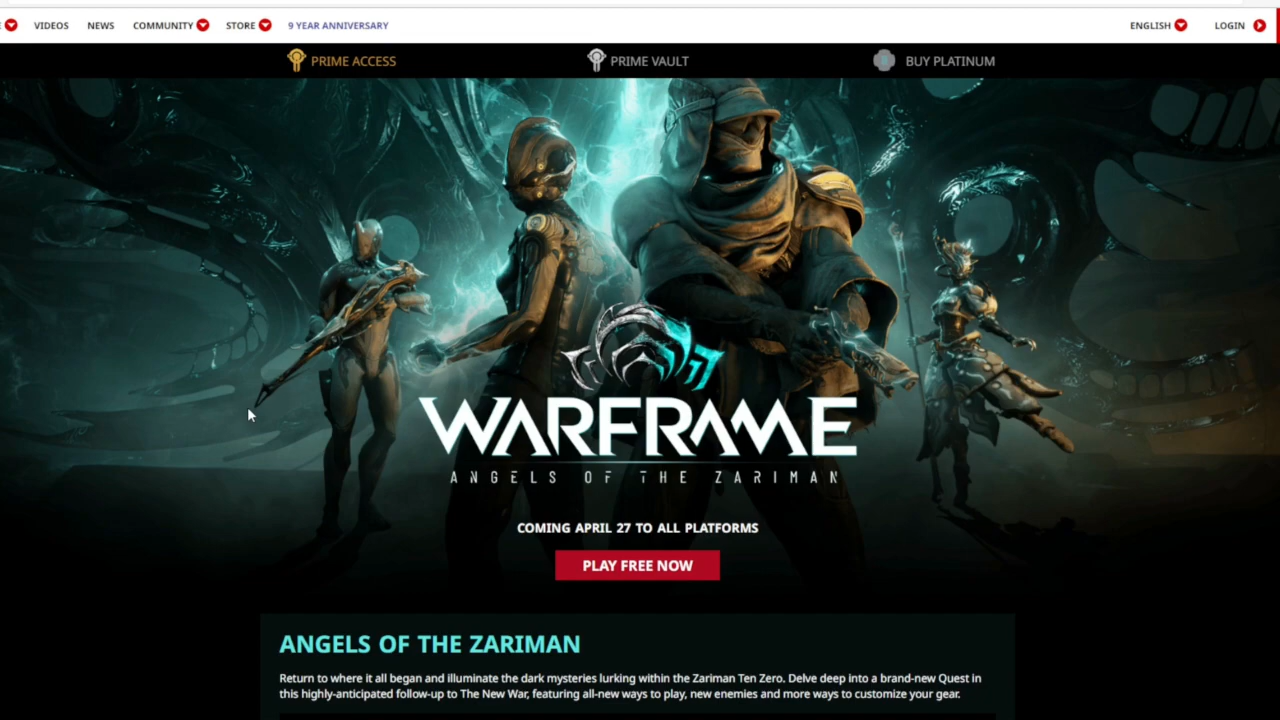 VIDEOS NEWS COMMUNITY STORE 9 YEAR ANNIVERSARY ENGLISH LOGIN
PRIME ACCESS PRIME VAULT BUY PLATINUM
WARFRAME
ANGELS OF THE ZARIMAN
COMING APRIL 27 TO ALL PLATFORMS
PLAY FREE NOW
ANGELS OF THE ZARIMAN
Return to where it all began and illuminate the dark mysteries lurking within the Zariman Ten Zero. Delve deep into a brand-new Quest in
this highly-anticipated follow-up to The New War, featuring all-new ways to play, new enemies and more ways to customize your gear.